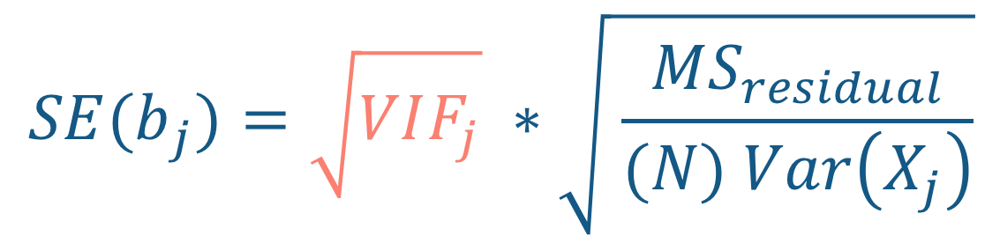 SE(b_j) = √VIF_j * √(MS_residual / (N) Var(X_j))